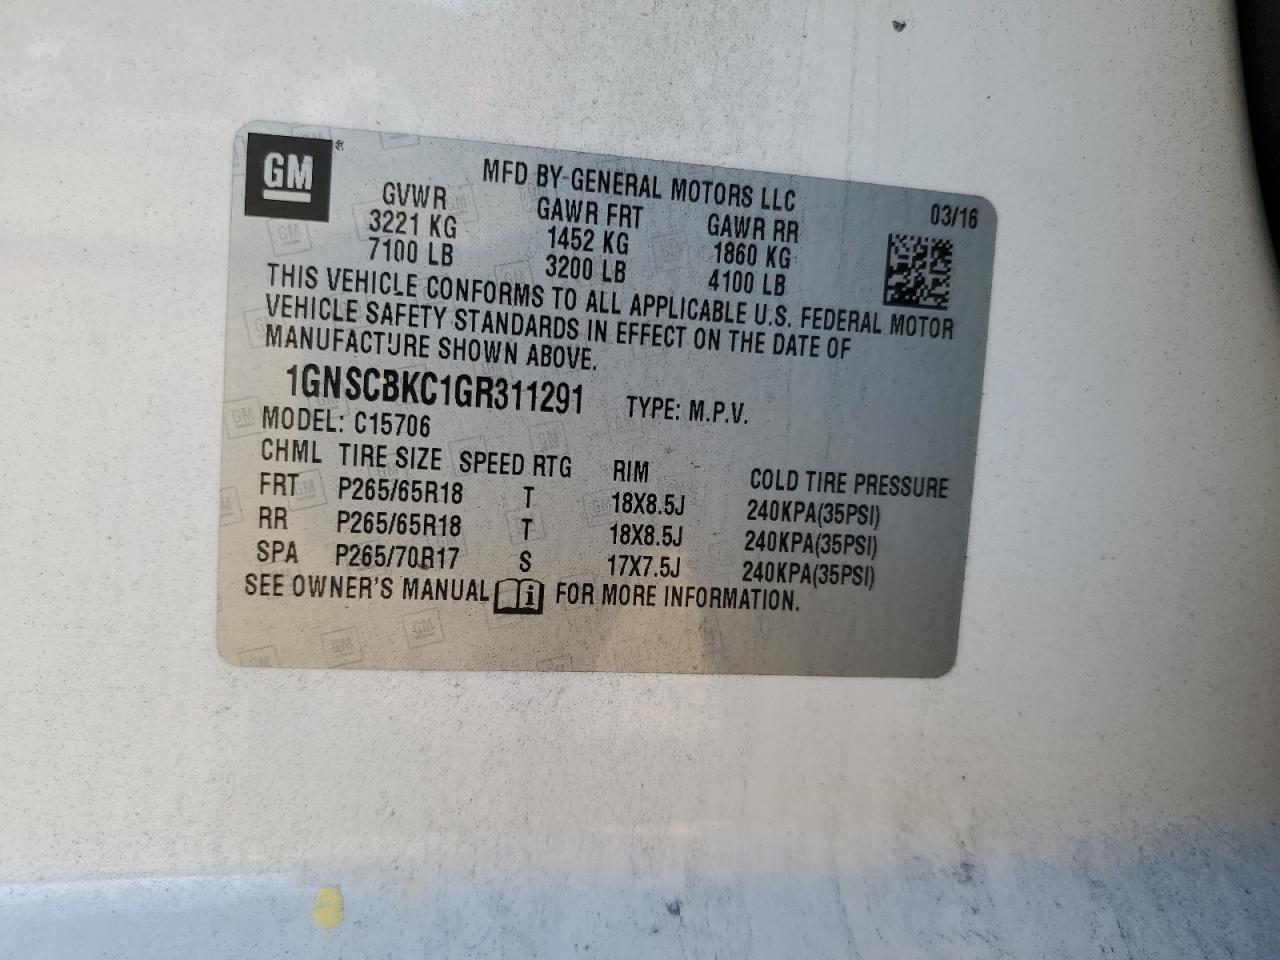 GM ®
MFD BY GENERAL MOTORS LLC
03/16
GVWR GAWR FRT GAWR RR
3221 KG 1452 KG 1860 KG
7100 LB 3200 LB 4100 LB
THIS VEHICLE CONFORMS TO ALL APPLICABLE U.S. FEDERAL MOTOR
VEHICLE SAFETY STANDARDS IN EFFECT ON THE DATE OF
MANUFACTURE SHOWN ABOVE.
1GNSCBKC1GR311291 TYPE: M.P.V.
MODEL: C15706
CHML TIRE SIZE SPEED RTG RIM COLD TIRE PRESSURE
FRT P265/65R18 T 18X8.5J 240KPA(35PSI)
RR P265/65R18 T 18X8.5J 240KPA(35PSI)
SPA P265/70R17 S 17X7.5J 240KPA(35PSI)
SEE OWNER'S MANUAL i FOR MORE INFORMATION.